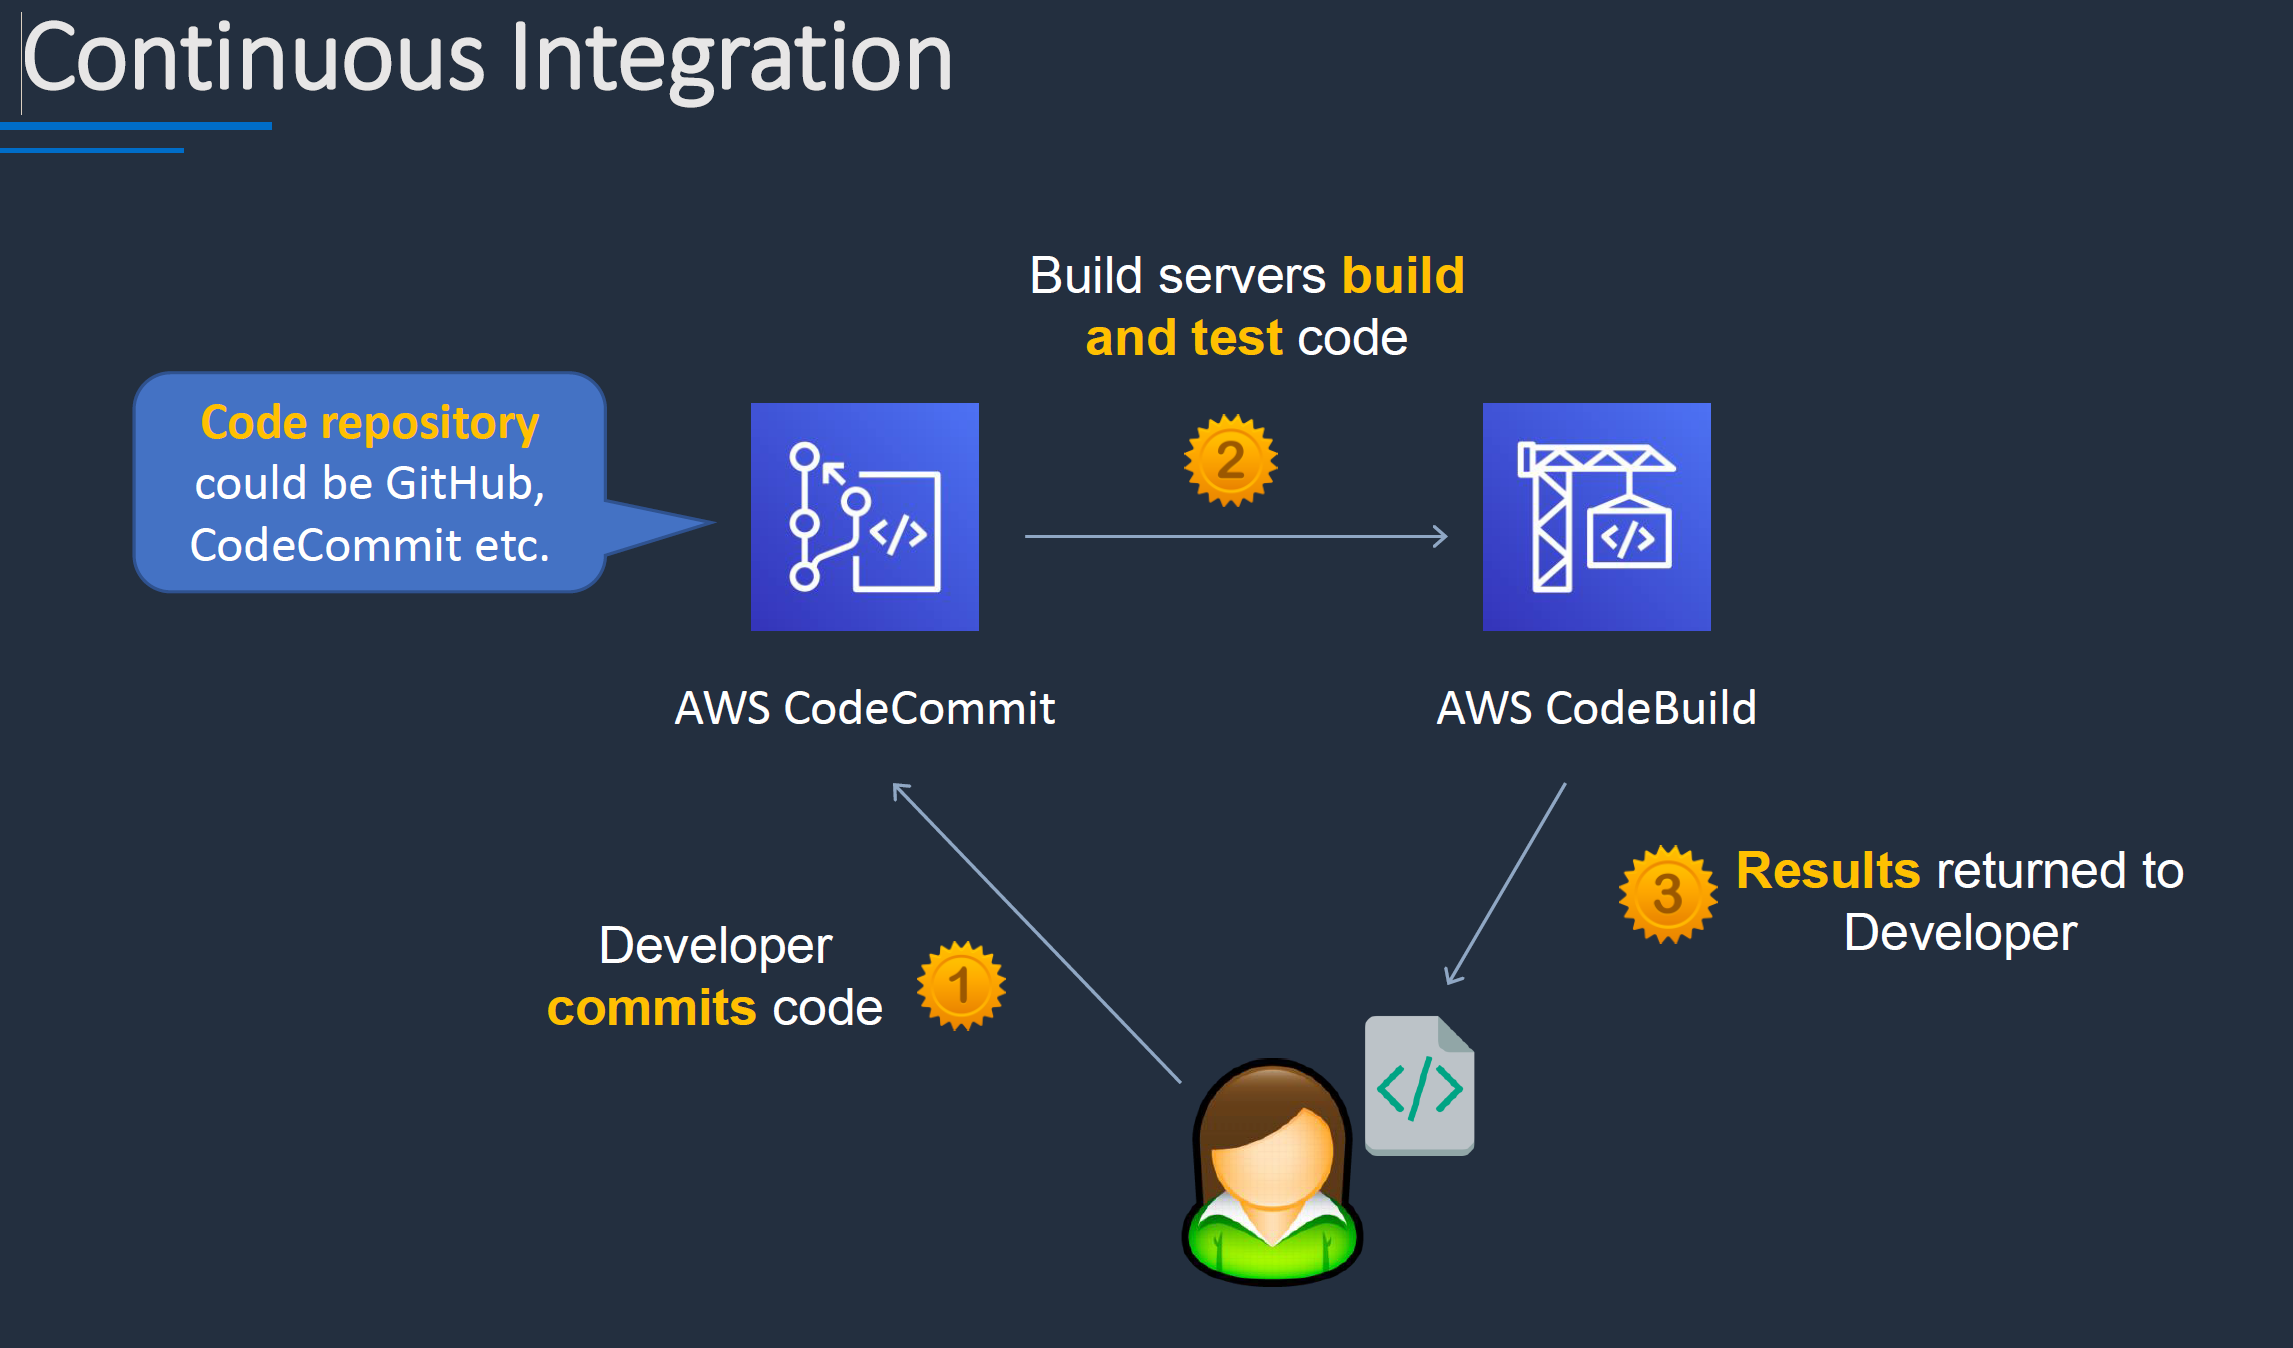 Continuous Integration
Build servers build
and test code
Code repository
could be GitHub,
CodeCommit etc.
2
</>
</>
AWS CodeCommit
AWS CodeBuild
3
Results returned to
Developer
Developer
commits code
1
</>